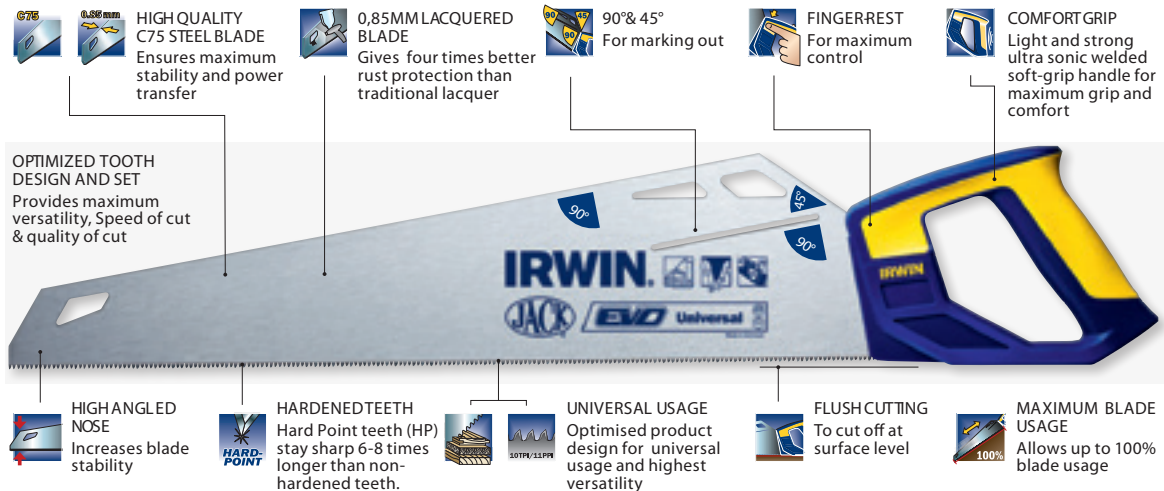 C75
0.85 mm
HIGH QUALITY
C75 STEEL BLADE
Ensures maximum
stability and power
transfer
0,85MM LACQUERED
BLADE
Gives four times better
rust protection than
traditional lacquer
90 45
90
90°& 45°
For marking out
FINGER-REST
For maximum
control
COMFORT GRIP
Light and strong
ultra sonic welded
soft-grip handle for
maximum grip and
comfort
OPTIMIZED TOOTH
DESIGN AND SET
Provides maximum
versatility, Speed of cut
& quality of cut
90°
45°
90°
IRWIN.
IRWIN
JACK EVO Universal
HIGH ANGLED
NOSE
Increases blade
stability
HARD-
POINT
HARDENED TEETH
Hard Point teeth (HP)
stay sharp 6-8 times
longer than non-
hardened teeth.
10TPI/11PPI
UNIVERSAL USAGE
Optimised product
design for universal
usage and highest
versatility
FLUSH CUTTING
To cut off at
surface level
100%
MAXIMUM BLADE
USAGE
Allows up to 100%
blade usage